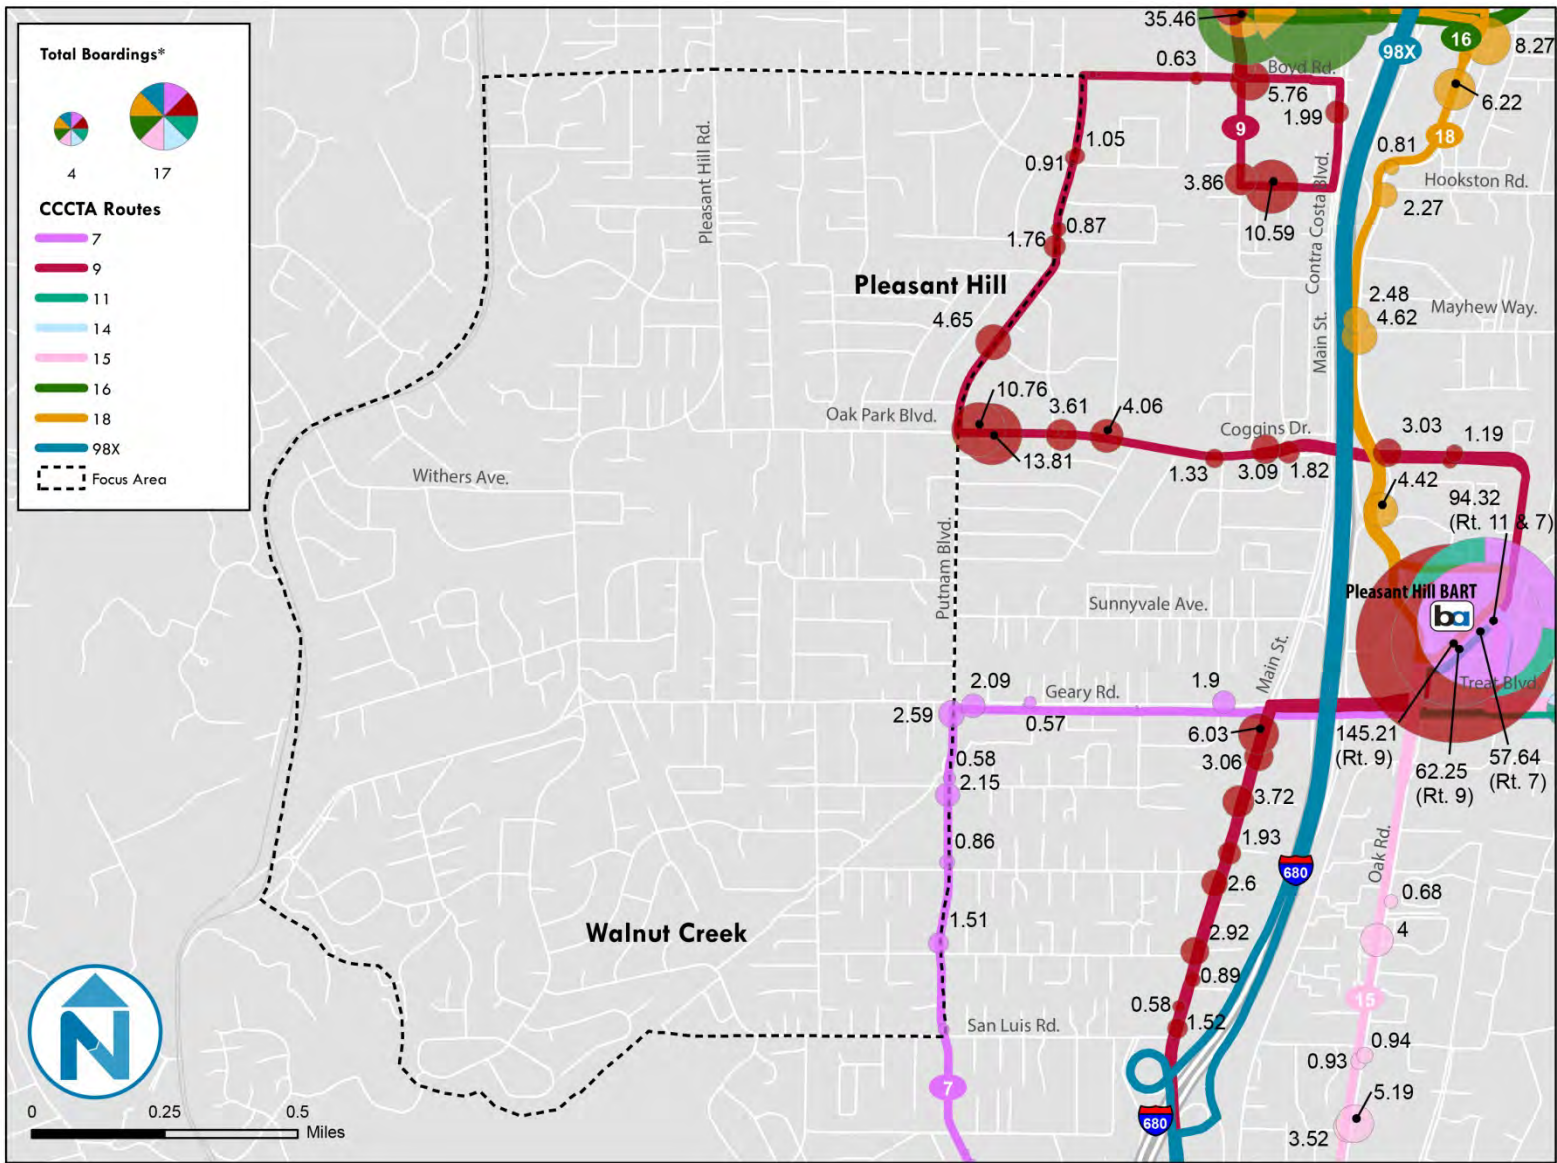 Total Boardings*
4
17
CCCTA Routes
7
9
11
14
15
16
18
98X
Focus Area
35.46
0.63
Boyd Rd.
5.76
1.99
9
3.86
10.59
98X
16
8.27
6.22
18
0.81
Hookston Rd.
2.27
Contra Costa Blvd.
Main St.
2.48
4.62
Mayhew Way.
Pleasant Hill Rd.
1.05
0.91
0.87
1.76
Pleasant Hill
4.65
10.76
Oak Park Blvd.
13.81
3.61
4.06
Coggins Dr.
1.33
3.09
1.82
3.03
1.19
4.42
94.32
(Rt. 11 & 7)
Withers Ave.
Putnam Blvd.
Sunnyvale Ave.
Pleasant Hill BART
ba
Treat Blvd.
Main St.
2.09
Geary Rd.
1.9
2.59
0.57
6.03
3.06
145.21
(Rt. 9)
62.25
(Rt. 9)
57.64
(Rt. 7)
0.58
2.15
3.72
0.86
1.93
Oak Rd.
680
2.6
0.68
1.51
Walnut Creek
2.92
4
0.89
0.58
1.52
15
San Luis Rd.
0.94
0.93
7
680
5.19
3.52
N
0
0.25
0.5
Miles